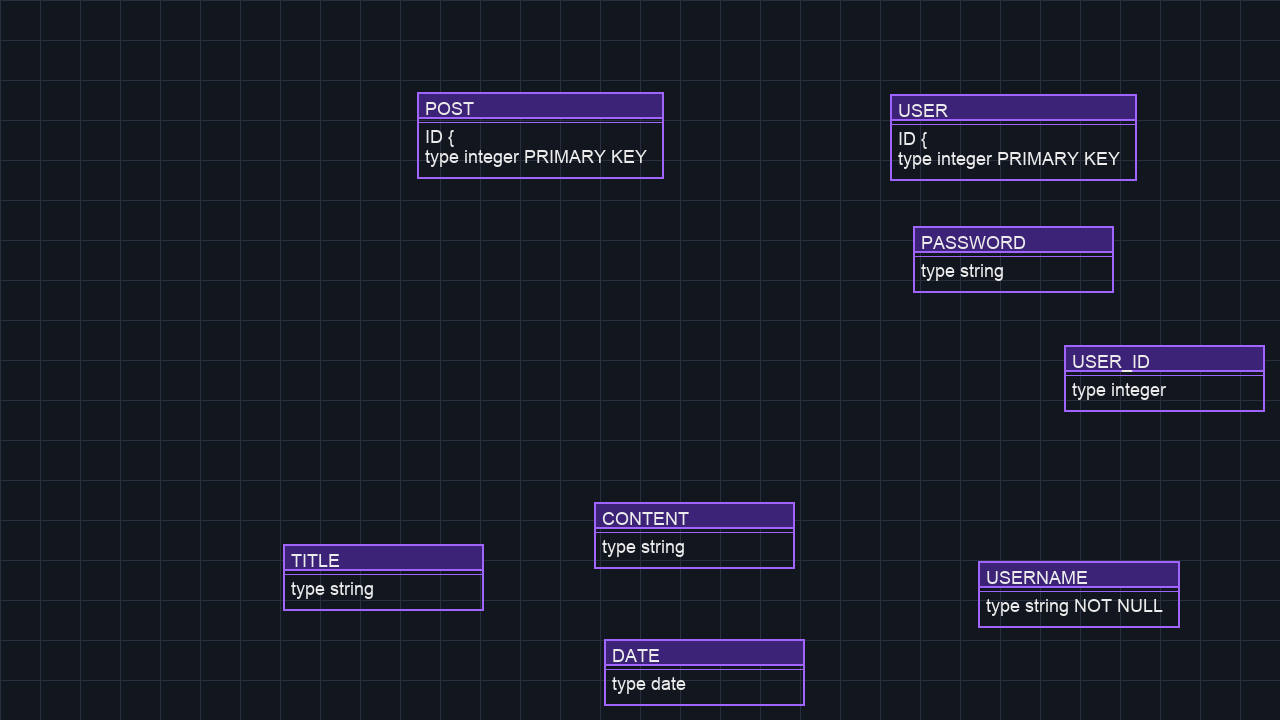 POST
ID {
type integer PRIMARY KEY
USER
ID {
type integer PRIMARY KEY
PASSWORD
type string
USER_ID
type integer
CONTENT
type string
TITLE
type string
USERNAME
type string NOT NULL
DATE
type date